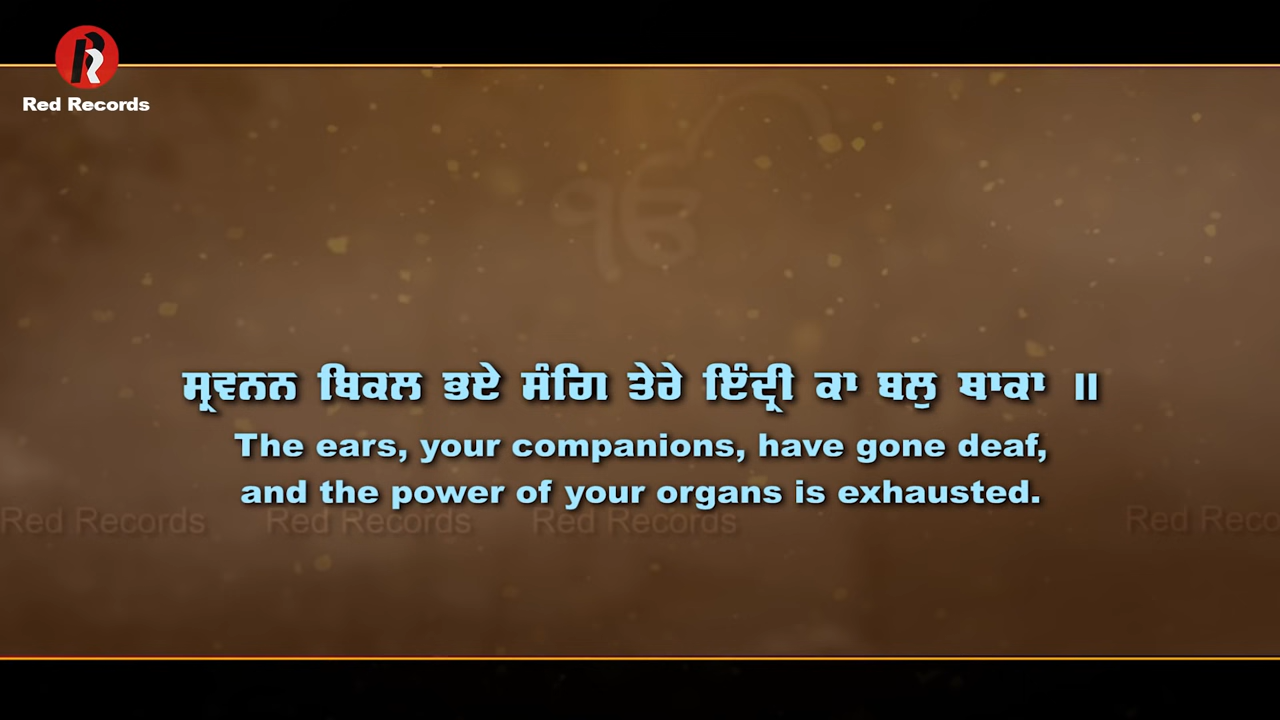 Red Records
ੴ
ਸ੍ਰਵਨਨ ਬਿਕਲ ਭਏ ਸੰਗਿ ਤੇਰੇ ਇੰਦ੍ਰੀ ਕਾ ਬਲੁ ਥਾਕਾ ॥
The ears, your companions, have gone deaf,
and the power of your organs is exhausted.
Red Records Red Records Red Records Red Reco